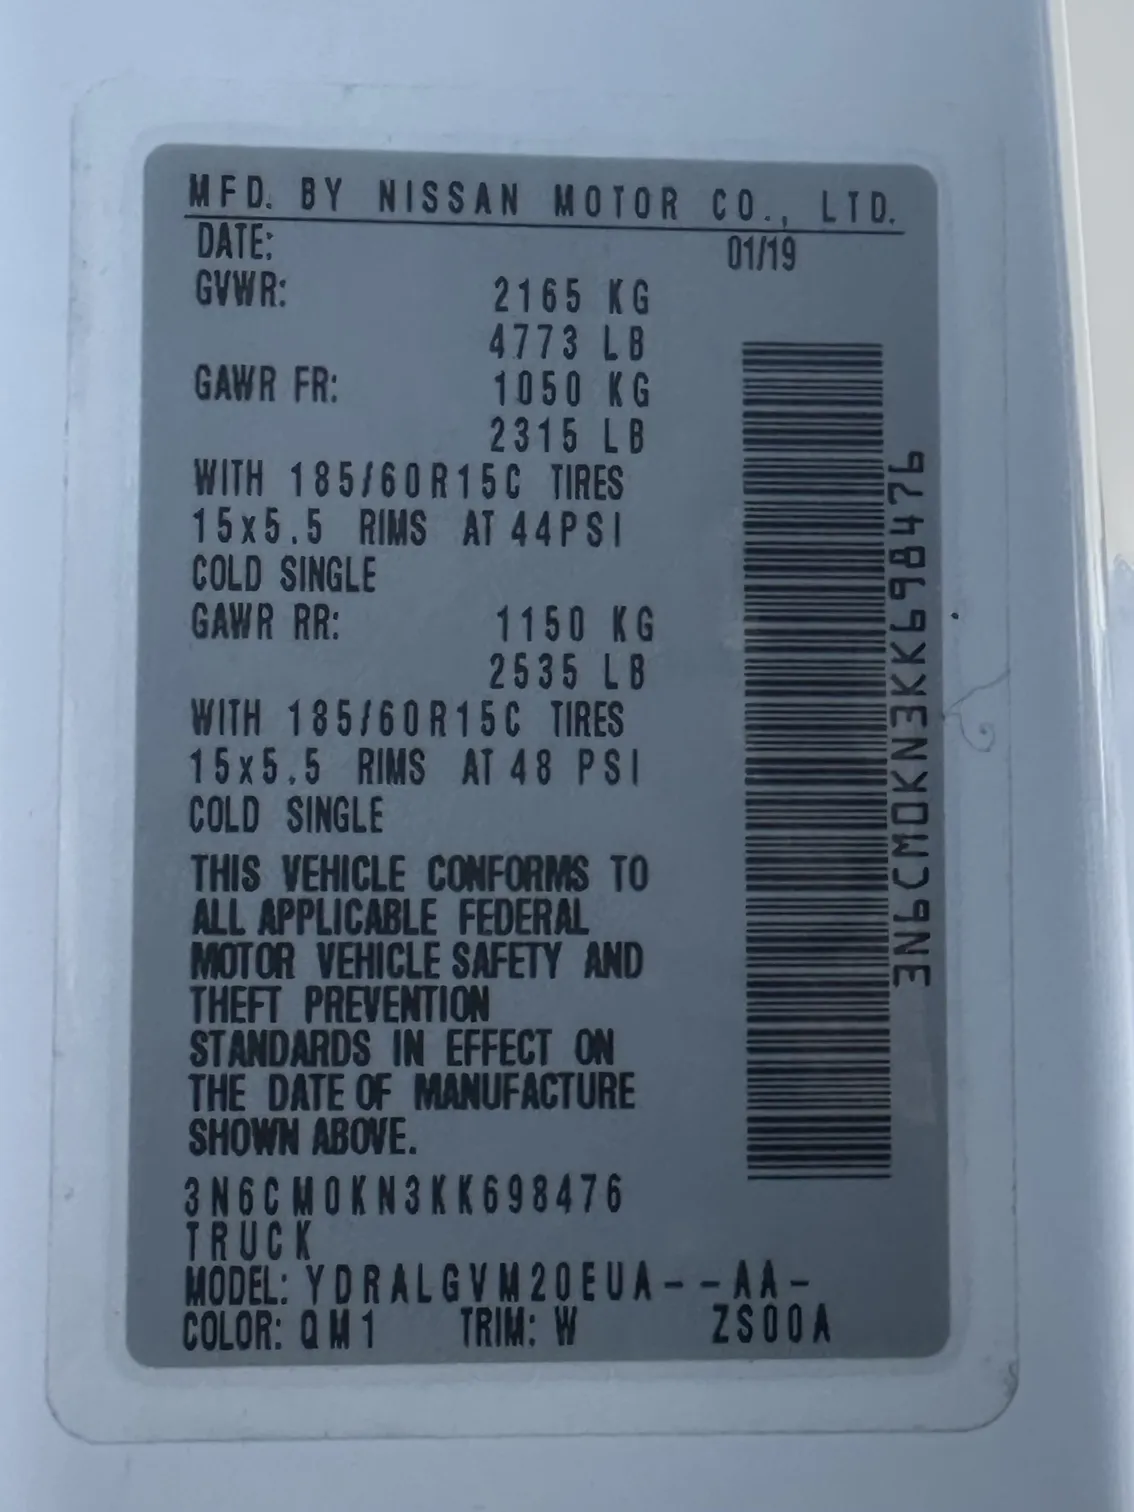 MFD. BY NISSAN MOTOR CO., LTD.
DATE: 01/19
GVWR: 2165 KG
4773 LB
GAWR FR: 1050 KG
2315 LB
WITH 185/60R15C TIRES
15x5.5 RIMS AT 44PSI
COLD SINGLE
GAWR RR: 1150 KG
2535 LB
WITH 185/60R15C TIRES
15x5.5 RIMS AT 48 PSI
COLD SINGLE
THIS VEHICLE CONFORMS TO
ALL APPLICABLE FEDERAL
MOTOR VEHICLE SAFETY AND
THEFT PREVENTION
STANDARDS IN EFFECT ON
THE DATE OF MANUFACTURE
SHOWN ABOVE.
3N6CM0KN3KK698476
TRUCK
MODEL: YDRALGVM20EUA--AA-
COLOR: QM1 TRIM: W ZS00A
3N6CM0KN3KK698476